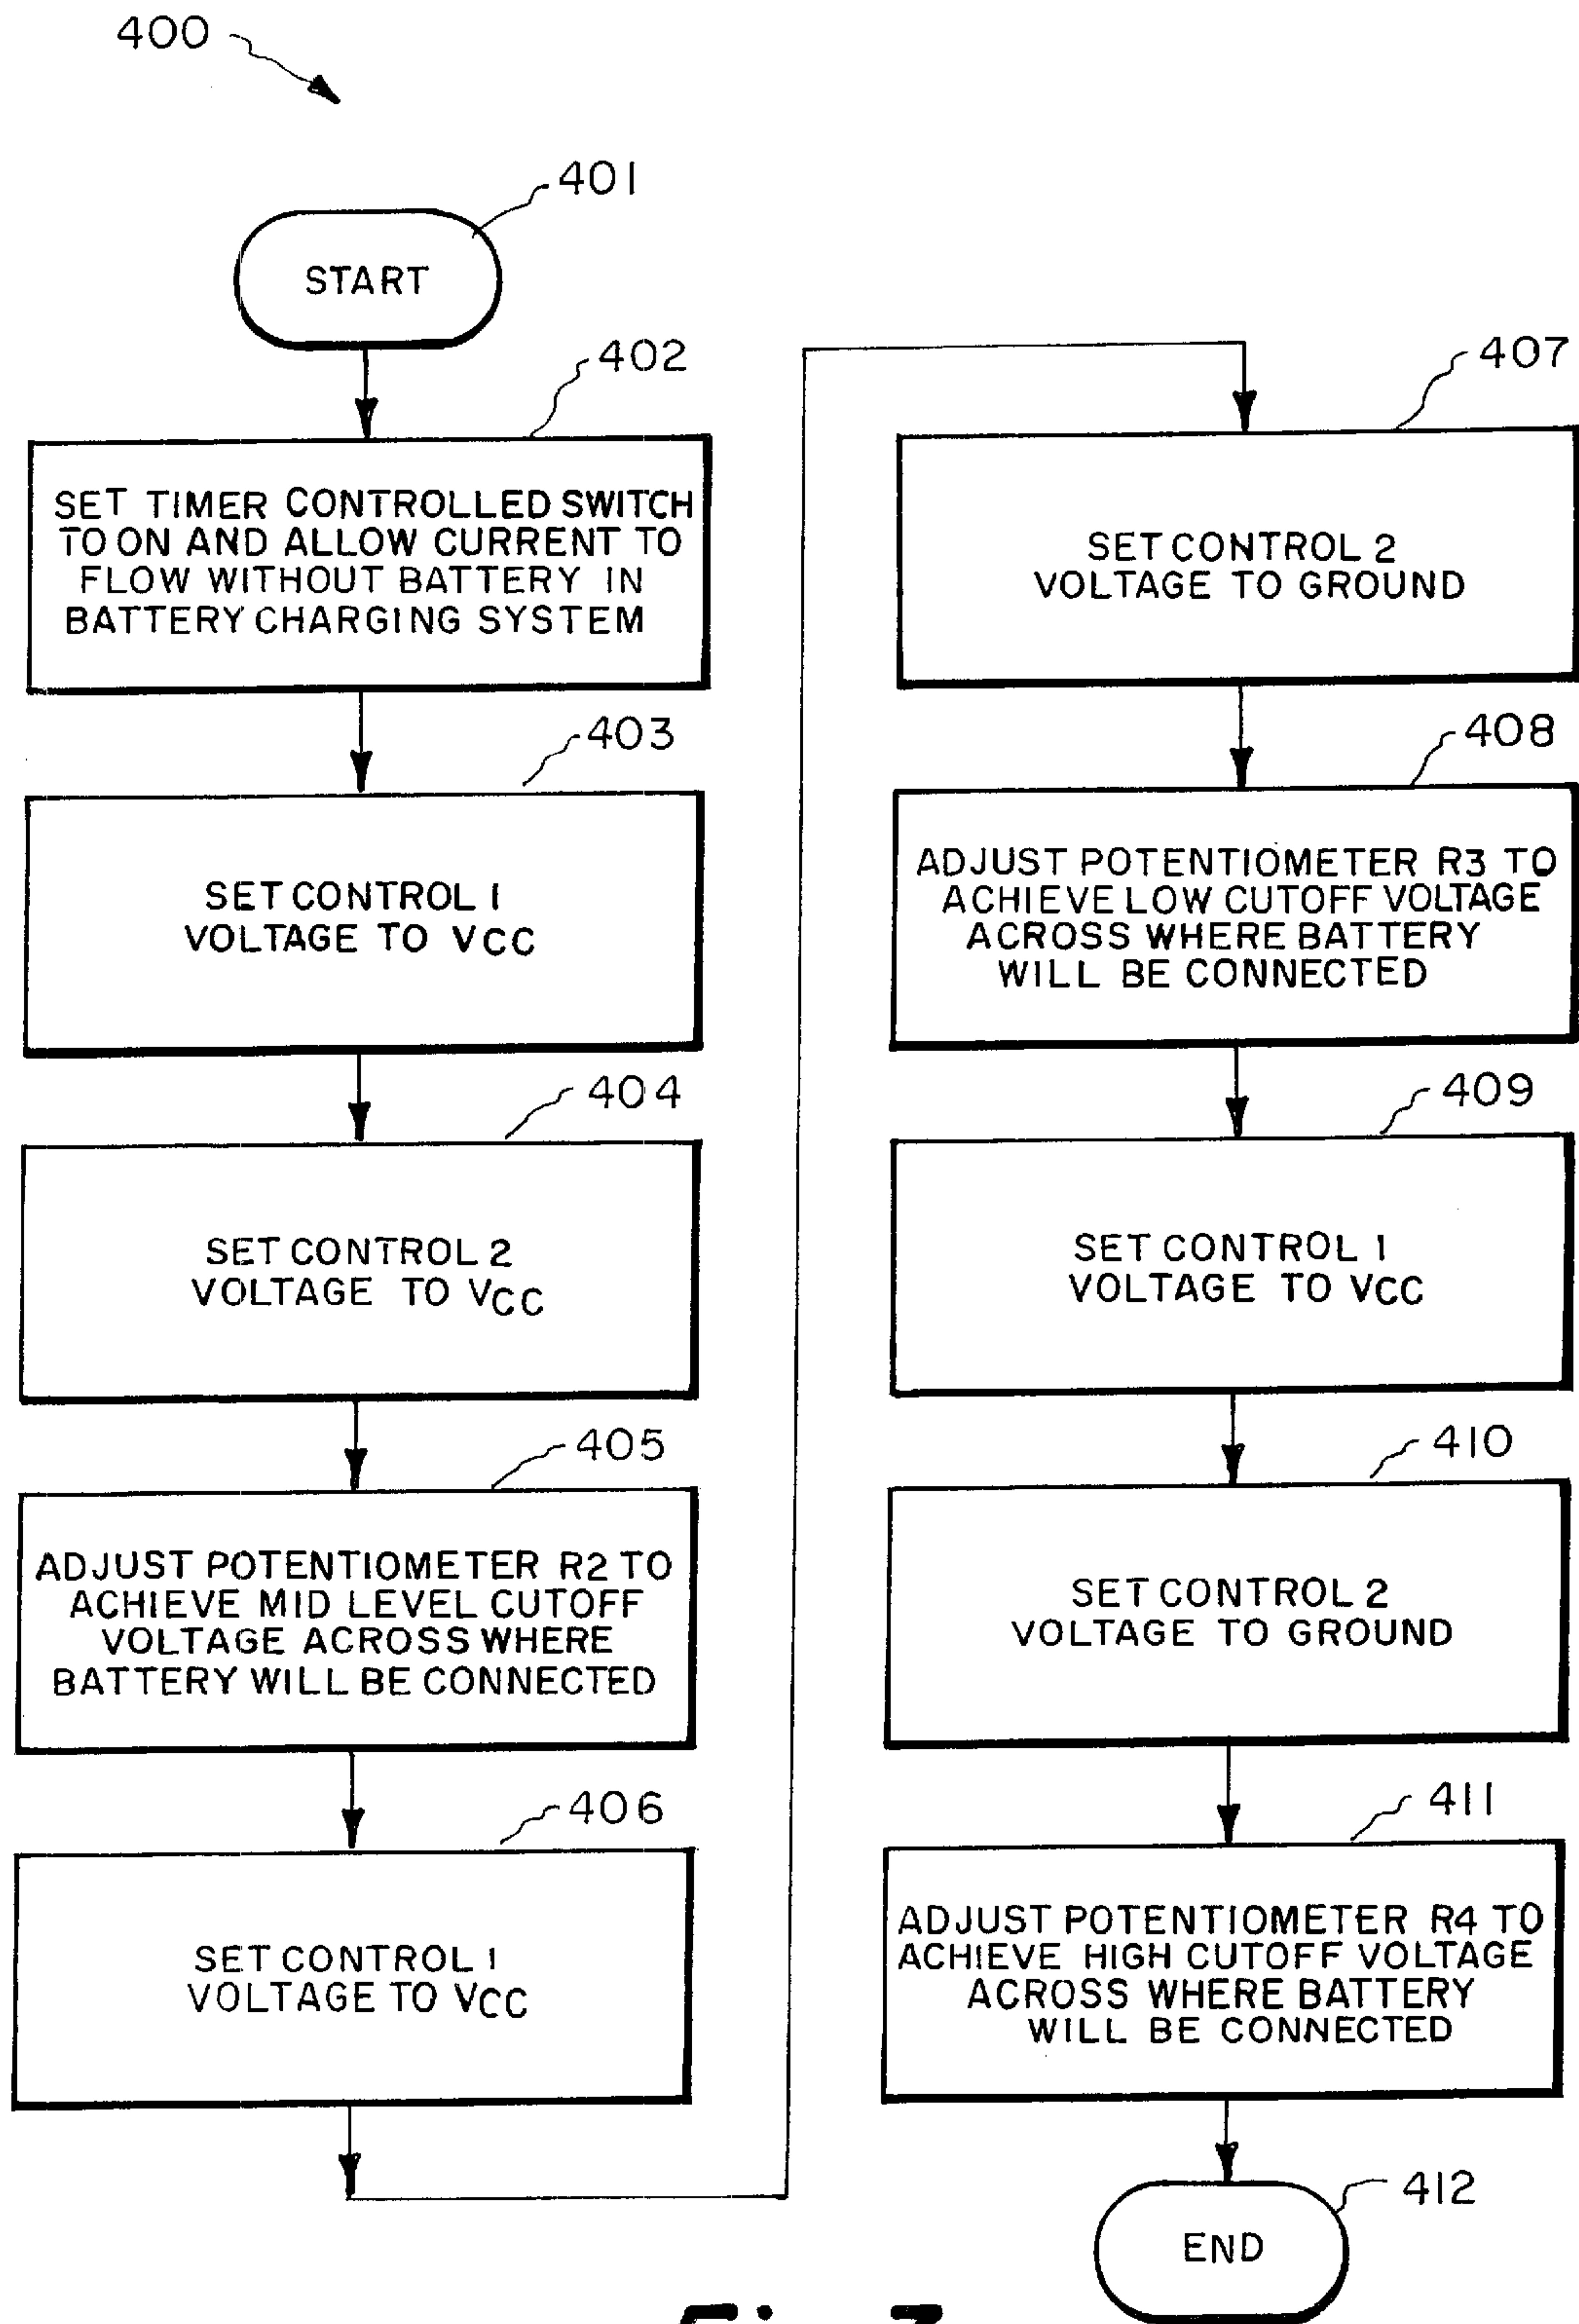 400
401
START
402
SET TIMER CONTROLLED SWITCH
TO ON AND ALLOW CURRENT TO
FLOW WITHOUT BATTERY IN
BATTERY CHARGING SYSTEM
403
SET CONTROL 1
VOLTAGE TO VCC
404
SET CONTROL 2
VOLTAGE TO VCC
405
ADJUST POTENTIOMETER R2 TO
ACHIEVE MID LEVEL CUTOFF
VOLTAGE ACROSS WHERE
BATTERY WILL BE CONNECTED
406
SET CONTROL 1
VOLTAGE TO VCC
407
SET CONTROL 2
VOLTAGE TO GROUND
408
ADJUST POTENTIOMETER R3 TO
ACHIEVE LOW CUTOFF VOLTAGE
ACROSS WHERE BATTERY
WILL BE CONNECTED
409
SET CONTROL 1
VOLTAGE TO VCC
410
SET CONTROL 2
VOLTAGE TO GROUND
411
ADJUST POTENTIOMETER R4 TO
ACHIEVE HIGH CUTOFF VOLTAGE
ACROSS WHERE BATTERY
WILL BE CONNECTED
412
END